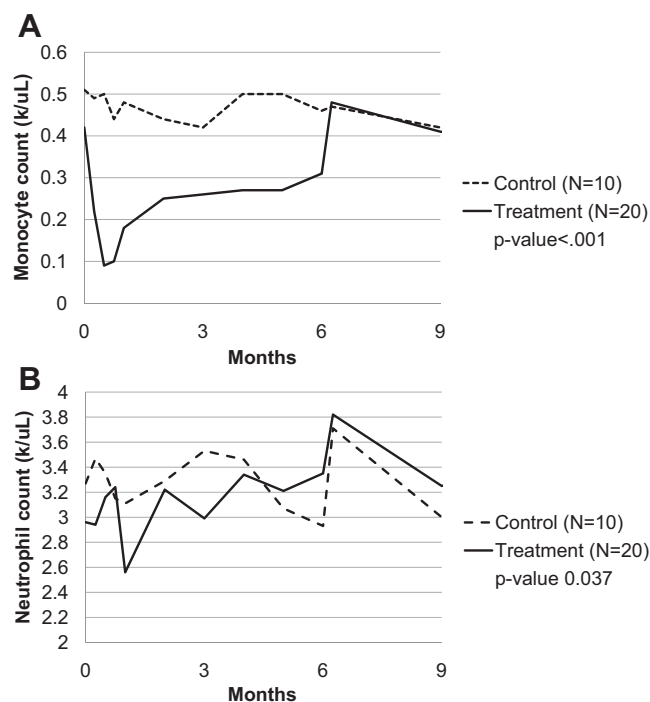 A
0.6
0.5
0.4
0.3
0.2
0.1
0
Monocyte count (k/uL)
0 3 6 9
Months
Control (N=10)
Treatment (N=20)
p-value<.001
B
4
3.8
3.6
3.4
3.2
3
2.8
2.6
2.4
2.2
2
Neutrophil count (k/uL)
0 3 6 9
Months
Control (N=10)
Treatment (N=20)
p-value 0.037